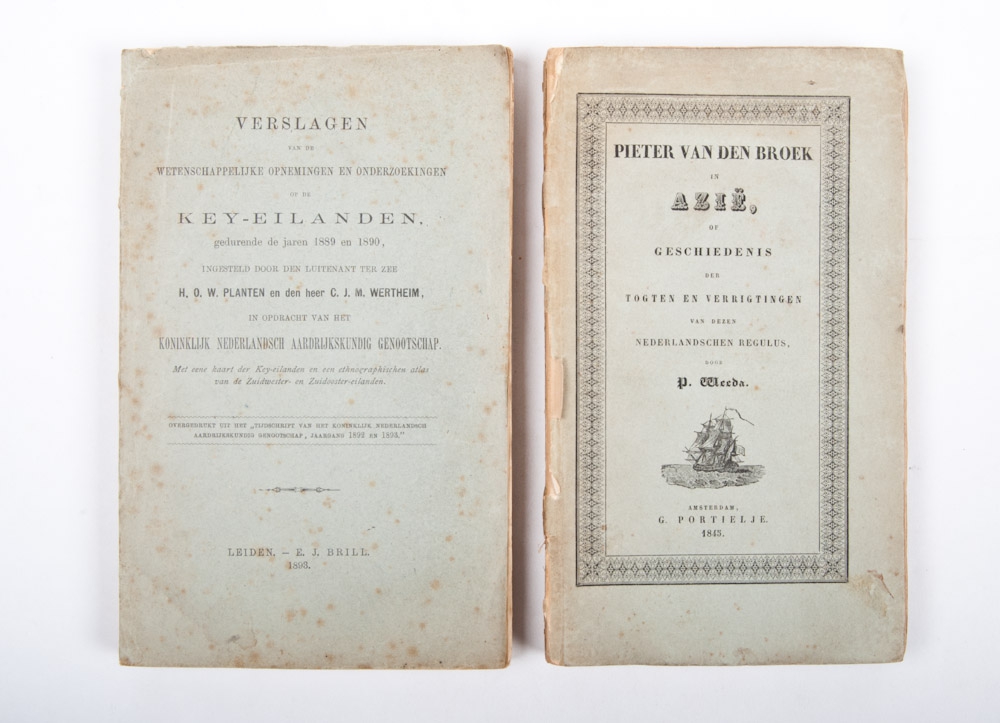 VERSLAGEN
VAN DE
WETENSCHAPPELIJKE OPNEMINGEN EN ONDERZOEKINGEN
OP DE
KEY-EILANDEN,
gedurende de jaren 1889 en 1890,
INGESTELD DOOR DEN LUITENANT TER ZEE
H. O. W. PLANTEN en den heer C. J. M. WERTHEIM,
IN OPDRACHT VAN HET
KONINKLIJK NEDERLANDSCH AARDRIJKSKUNDIG GENOOTSCHAP.
Met eene kaart der Key-eilanden en een ethnographischen atlas
van de Zuidwester- en Zuidooster-eilanden.
OVERGEDRUKT UIT HET „TIJDSCHRIFT VAN HET KONINKLIJK NEDERLANDSCH
AARDRIJKSKUNDIG GENOOTSCHAP, JAARGANG 1892 EN 1893."
LEIDEN. — E. J. BRILL.
1893.
PIETER VAN DEN BROEK
IN
AZIË,
OF
GESCHIEDENIS
DER
TOGTEN EN VERRIGTINGEN
VAN DEZEN
NEDERLANDSCHEN REGULUS,
DOOR
P. Weeda.
AMSTERDAM,
G. PORTIELJE.
1845.